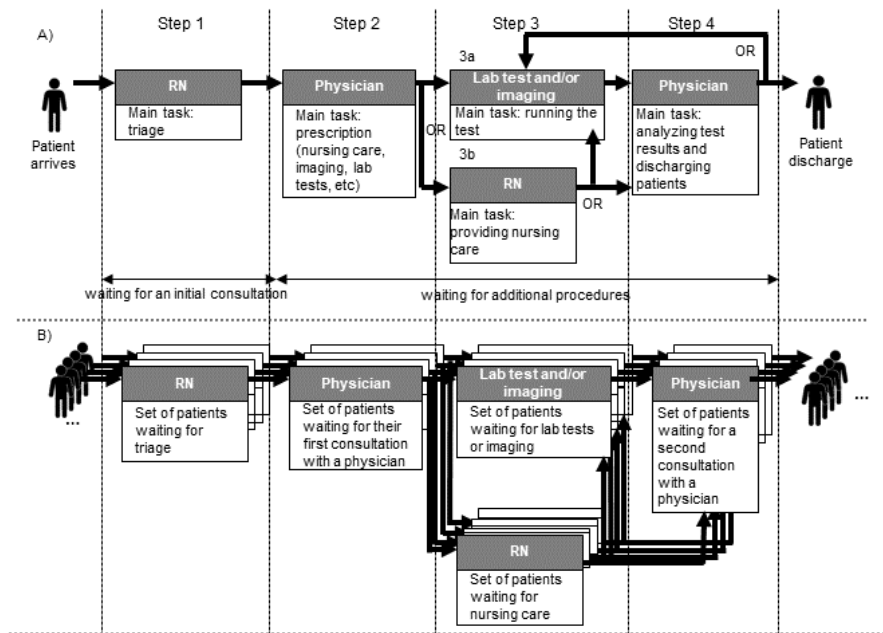 Step 1
Step 2
Step 3
Step 4
A)
3a
OR
RN
Main task:
triage
Physician
Main task:
prescription
(nursing care,
imaging, lab
tests, etc)
OR
Lab test and/or
imaging
Main task: running the
test
Physician
Main task:
analyzing test
results and
discharging
patients
Patient
arrives
Patient
discharge
3b
RN
Main task:
providing nursing
care
OR
waiting for an initial consultation
waiting for additional procedures
B)
...
RN
Set of patients
waiting for
triage
Physician
Set of patients
waiting for their
first consultation
with a physician
Lab test and/or
imaging
Set of patients
waiting for lab tests
or imaging
Physician
Set of patients
waiting for a
second
consultation
with a
physician
...
RN
Set of patients
waiting for
nursing care